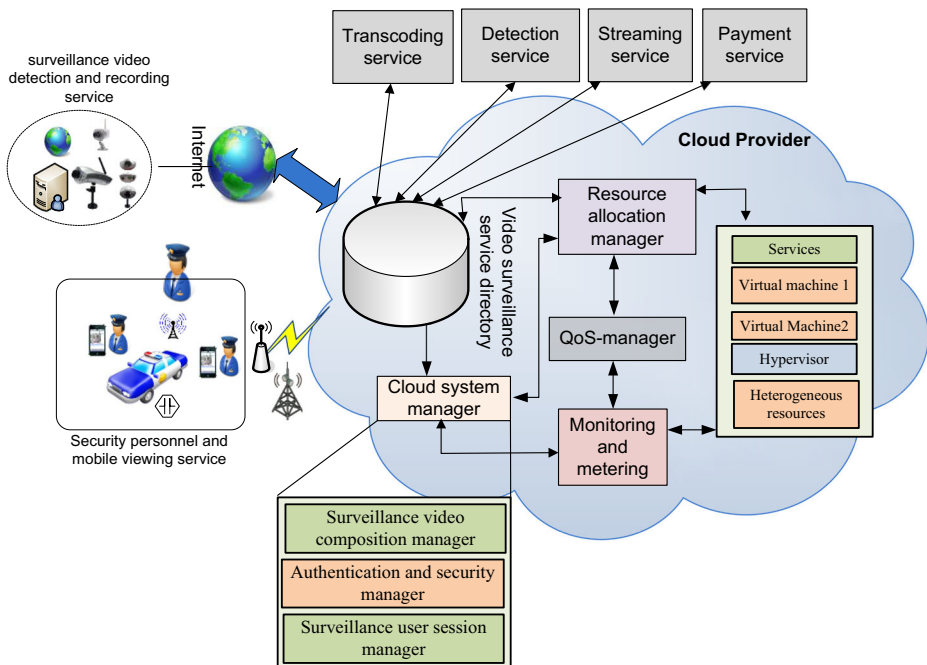 Transcoding
service
Detection
service
Streaming
service
Payment
service
surveillance video
detection and recording
service
Internet
Cloud Provider
Video surveillance
service directory
Resource
allocation
manager
Services
Virtual machine 1
Virtual Machine2
Hypervisor
Heterogeneous
resources
QoS-manager
Cloud system
manager
Monitoring
and
metering
Security personnel and
mobile viewing service
Surveillance video
composition manager
Authentication and security
manager
Surveillance user session
manager